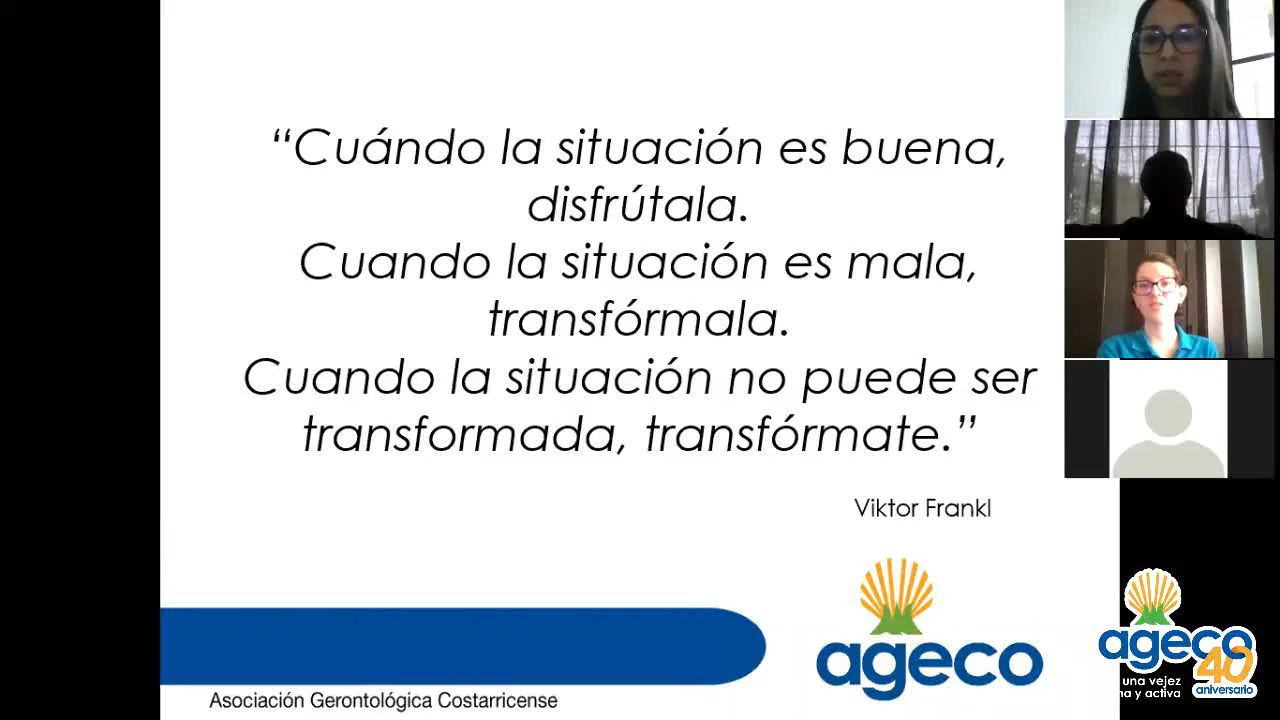 “Cuándo la situación es buena,
disfrútala.
Cuando la situación es mala,
transfórmala.
Cuando la situación no puede ser
transformada, transfórmate.”
Viktor Frankl
ageco
Asociación Gerontológica Costarricense
ageco
40
una vejez
y activa
aniversario